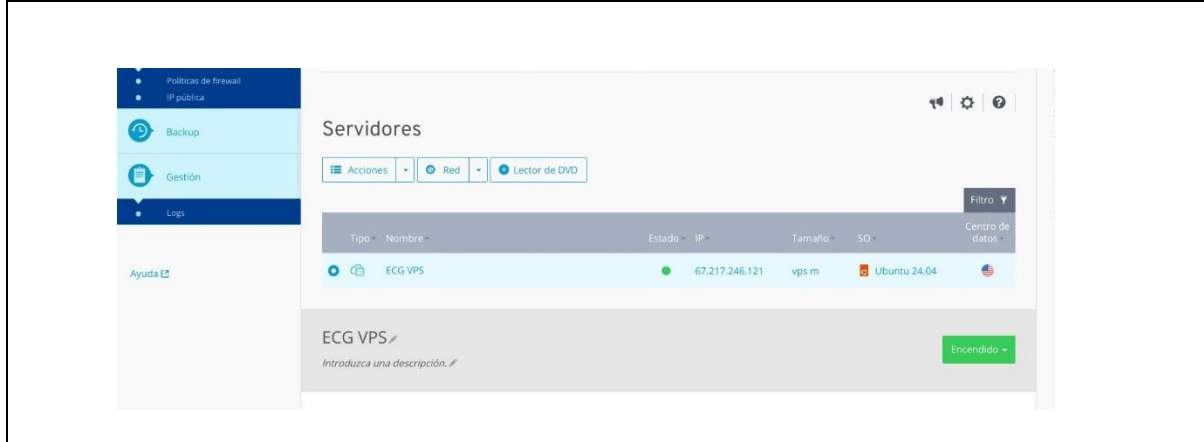 Políticas de firewall
IP pública
Backup
Gestión
Logs
Ayuda
Servidores
Acciones Red Lector de DVD
Filtro
Tipo Nombre Estado IP Tamaño SO Centro de datos
ECG VPS 67.217.246.121 vps m Ubuntu 24.04
ECG VPS
Introduzca una descripción.
Encendido